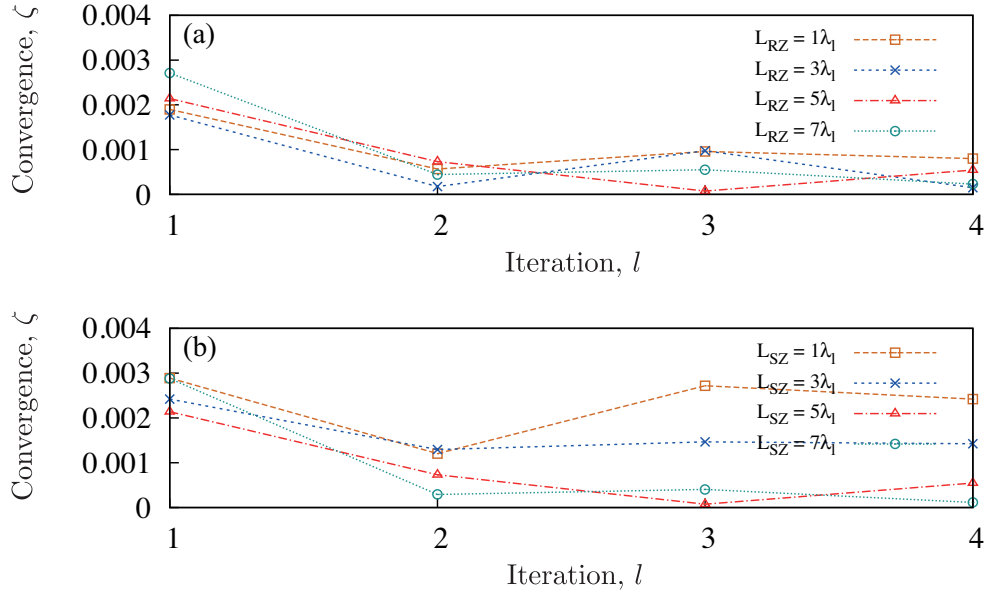 (a)
Convergence, ζ
0.004
0.003
0.002
0.001
0
L_RZ = 1λ_l
L_RZ = 3λ_l
L_RZ = 5λ_l
L_RZ = 7λ_l
1 2 3 4
Iteration, l
(b)
Convergence, ζ
0.004
0.003
0.002
0.001
0
L_SZ = 1λ_l
L_SZ = 3λ_l
L_SZ = 5λ_l
L_SZ = 7λ_l
1 2 3 4
Iteration, l